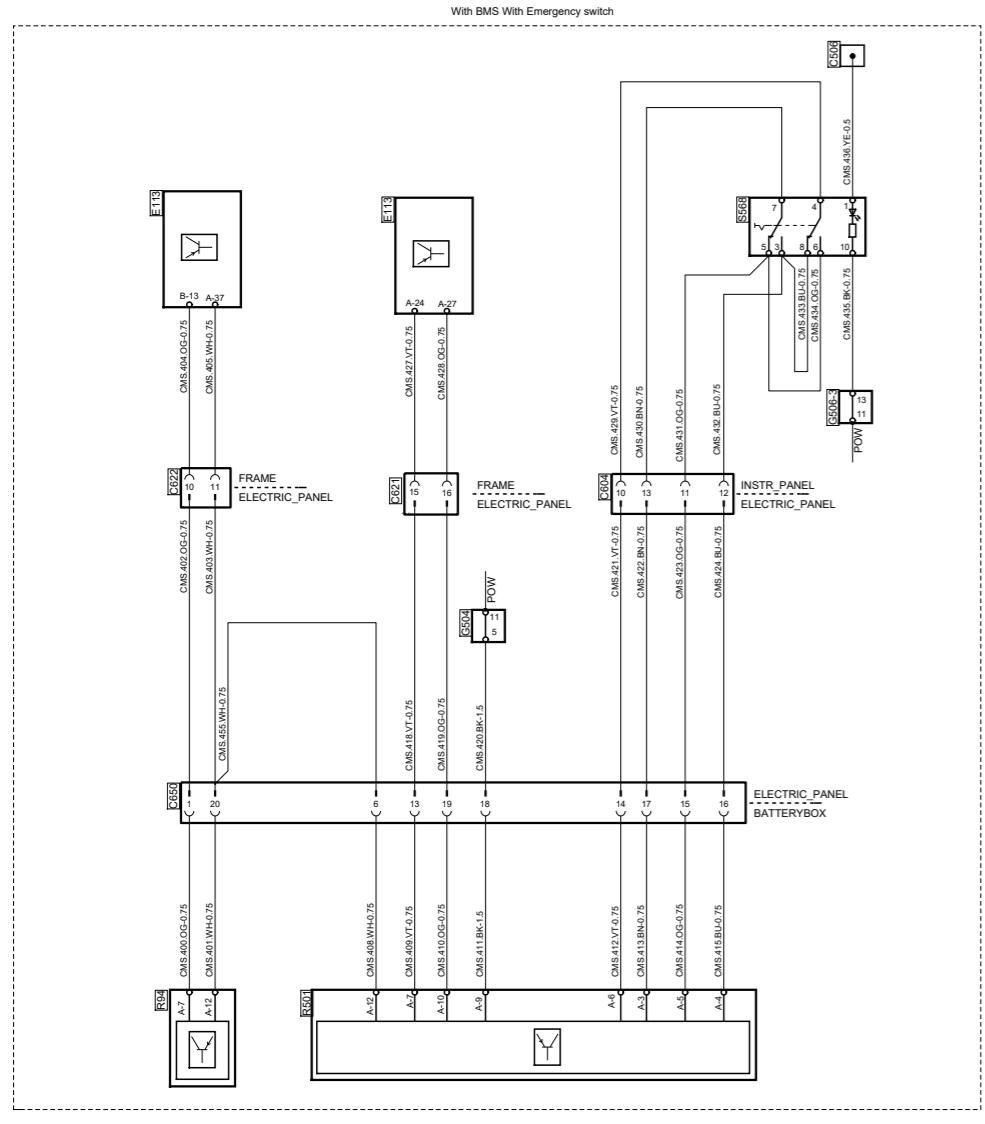 With BMS With Emergency switch
C506
CMS.436.YE-0.5
E113
B-13 A-37
E113
A-24 A-27
S568
7 4 1
5 3 8 6 10
CMS.404.OG-0.75
CMS.405.WH-0.75
CMS.427.VT-0.75
CMS.428.OG-0.75
CMS.433.BU-0.75
CMS.434.OG-0.75
CMS.435.BK-0.75
CMS.429.VT-0.75
CMS.430.BN-0.75
CMS.431.OG-0.75
CMS.432.BU-0.75
G506-3
13
11
POW
C622
10 11
FRAME
ELECTRIC_PANEL
C621
15 16
FRAME
ELECTRIC_PANEL
C604
10 13 11 12
INSTR_PANEL
ELECTRIC_PANEL
CMS.402.OG-0.75
CMS.403.WH-0.75
CMS.421.VT-0.75
CMS.422.BN-0.75
CMS.423.OG-0.75
CMS.424.BU-0.75
POW
G504
11
5
CMS.455.WH-0.75
CMS.418.VT-0.75
CMS.419.OG-0.75
CMS.420.BK-1.5
C650
1 20 6 13 19 18 14 17 15 16
ELECTRIC_PANEL
BATTERYBOX
CMS.400.OG-0.75
CMS.401.WH-0.75
CMS.408.WH-0.75
CMS.409.VT-0.75
CMS.410.OG-0.75
CMS.411.BK-1.5
CMS.412.VT-0.75
CMS.413.BN-0.75
CMS.414.OG-0.75
CMS.415.BU-0.75
R94
A-7
A-12
R501
A-12
A-7
A-10
A-9
A-6
A-3
A-5
A-4